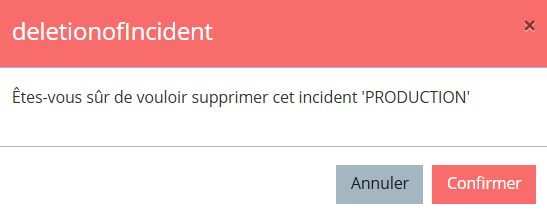 deletionofIncident
×
Êtes-vous sûr de vouloir supprimer cet incident 'PRODUCTION'
Annuler Confirmer